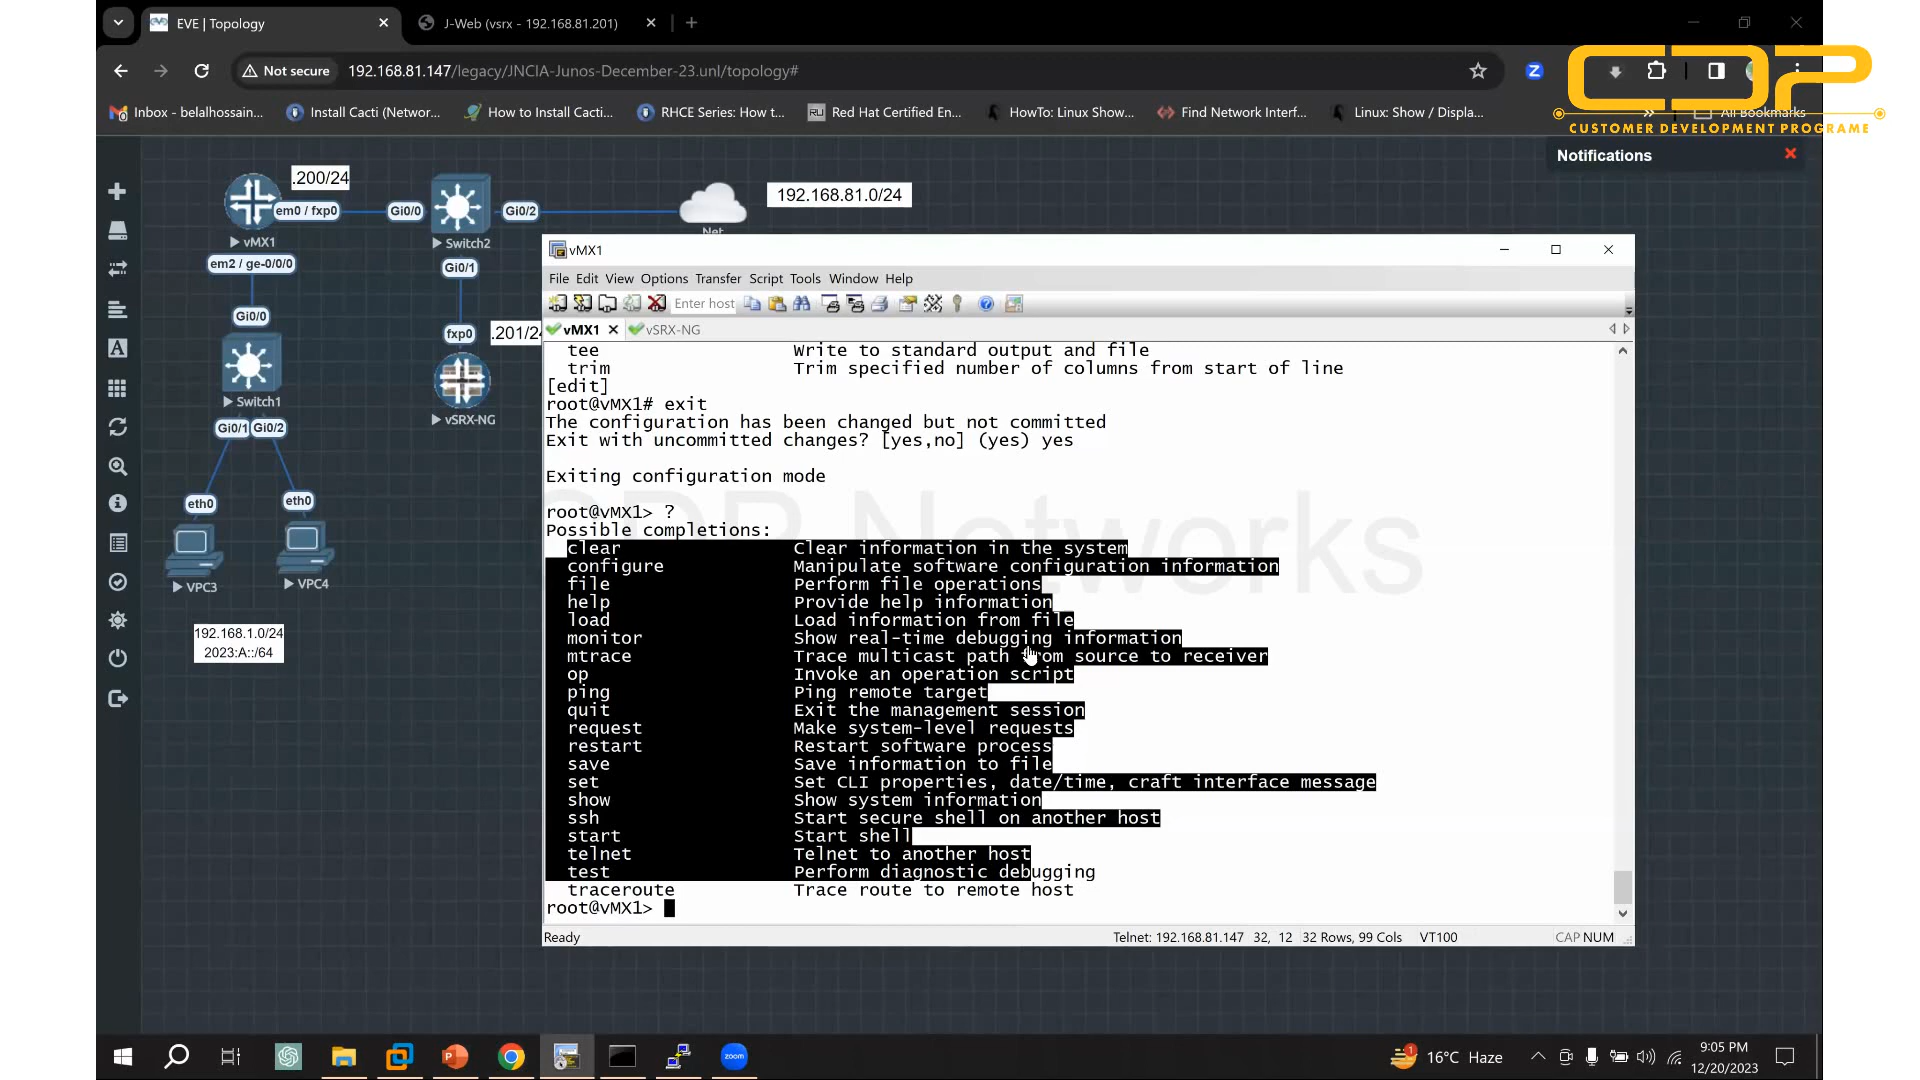 EVE | Topology
J-Web (vsrx - 192.168.81.201)
Not secure
192.168.81.147/legacy/JNCIA-Junos-December-23.unl/topology#
Inbox - belalhossain...
Install Cacti (Networ...
How to Install Cacti...
RHCE Series: How t...
RU
Red Hat Certified En...
HowTo: Linux Show...
Find Network Interf...
Linux: Show / Displa...
All Bookmarks
CDP
CUSTOMER DEVELOPMENT PROGRAME
Notifications
.200/24
em0 / fxp0
Gi0/0
Gi0/2
192.168.81.0/24
vMX1
Switch2
Net
em2 / ge-0/0/0
Gi0/1
Gi0/0
fxp0
.201/24
Switch1
vSRX-NG
Gi0/1
Gi0/2
eth0
eth0
VPC3
VPC4
192.168.1.0/24
2023:A::/64
vMX1
File Edit View Options Transfer Script Tools Window Help
Enter host
vMX1
vSRX-NG
tee Write to standard output and file
trim Trim specified number of columns from start of line
[edit]
root@vMX1# exit
The configuration has been changed but not committed
Exit with uncommitted changes? [yes,no] (yes) yes
Exiting configuration mode
root@vMX1> ?
Possible completions:
clear Clear information in the system
configure Manipulate software configuration information
file Perform file operations
help Provide help information
load Load information from file
monitor Show real-time debugging information
mtrace Trace multicast path from source to receiver
op Invoke an operation script
ping Ping remote target
quit Exit the management session
request Make system-level requests
restart Restart software process
save Save information to file
set Set CLI properties, date/time, craft interface message
show Show system information
ssh Start secure shell on another host
start Start shell
telnet Telnet to another host
test Perform diagnostic debugging
traceroute Trace route to remote host
root@vMX1>
CDP Networks
Ready
Telnet: 192.168.81.147 32, 12 32 Rows, 99 Cols VT100
CAP NUM
zoom
1
16°C Haze
9:05 PM
12/20/2023